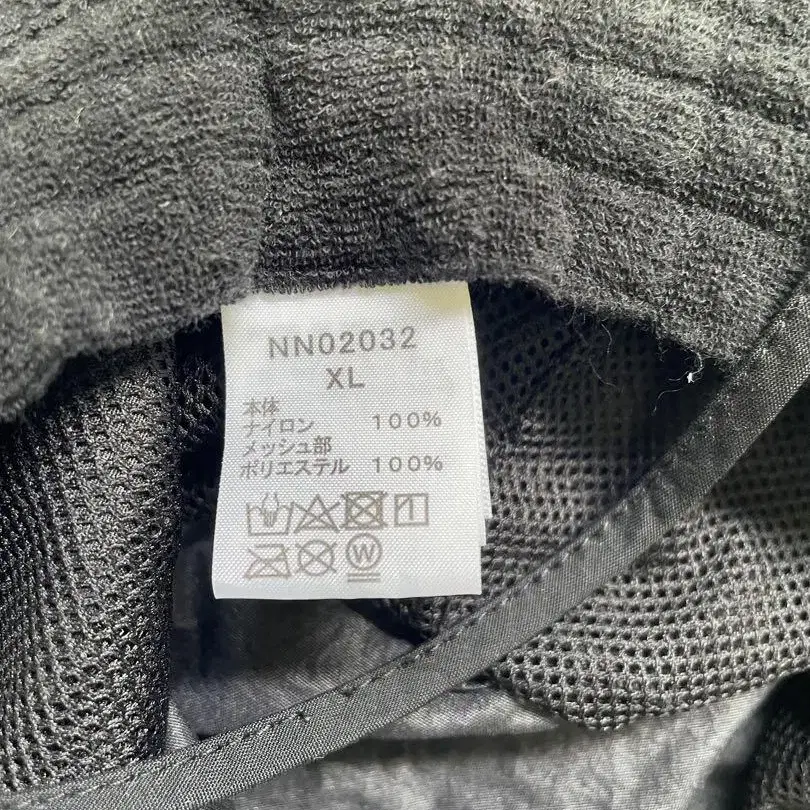 NN02032
XL
本体
ナイロン 100%
メッシュ部
ポリエステル 100%
W